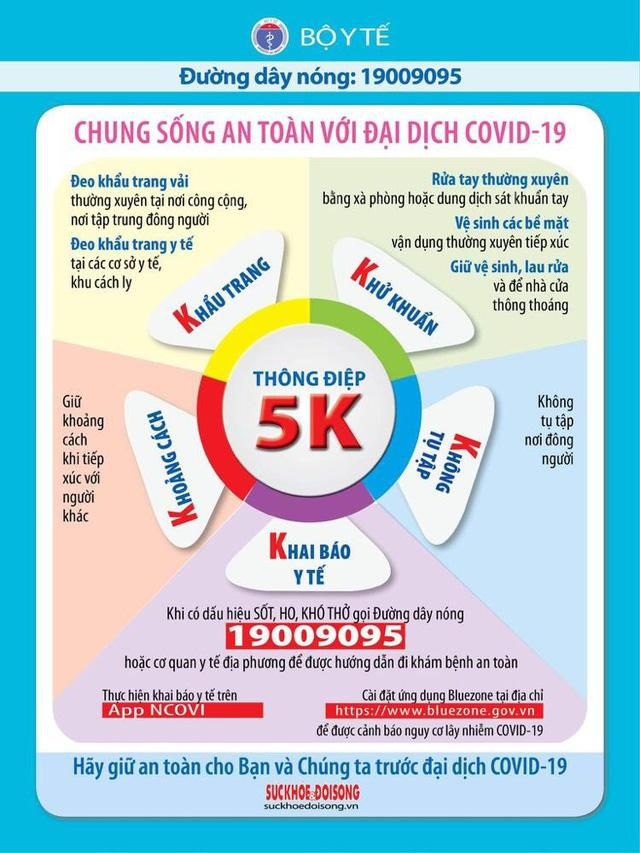 BỘ Y TẾ
Đường dây nóng: 19009095
CHUNG SỐNG AN TOÀN VỚI ĐẠI DỊCH COVID-19
Đeo khẩu trang vải
thường xuyên tại nơi công cộng,
nơi tập trung đông người
Đeo khẩu trang y tế
tại các cơ sở y tế,
khu cách ly
Rửa tay thường xuyên
bằng xà phòng hoặc dung dịch sát khuẩn tay
Vệ sinh các bề mặt
vận dụng thường xuyên tiếp xúc
Giữ vệ sinh, lau rửa
và để nhà cửa
thông thoáng
KHẨU TRANG
KHỬ KHUẨN
THÔNG ĐIỆP
5K
Giữ
khoảng
cách
khi tiếp
xúc với
người
khác
KHOẢNG CÁCH
KHÔNG
TỤ TẬP
Không
tụ tập
nơi đông
người
KHAI BÁO
Y TẾ
Khi có dấu hiệu SỐT, HO, KHÓ THỞ gọi Đường dây nóng
19009095
hoặc cơ quan y tế địa phương để được hướng dẫn đi khám bệnh an toàn
Thực hiện khai báo y tế trên
App NCOVI
Cài đặt ứng dụng Bluezone tại địa chỉ
https://www.bluezone.gov.vn
để được cảnh báo nguy cơ lây nhiễm COVID-19
Hãy giữ an toàn cho Bạn và Chúng ta trước đại dịch COVID-19
SUCKHOE DOISONG
suckhoedoisong.vn